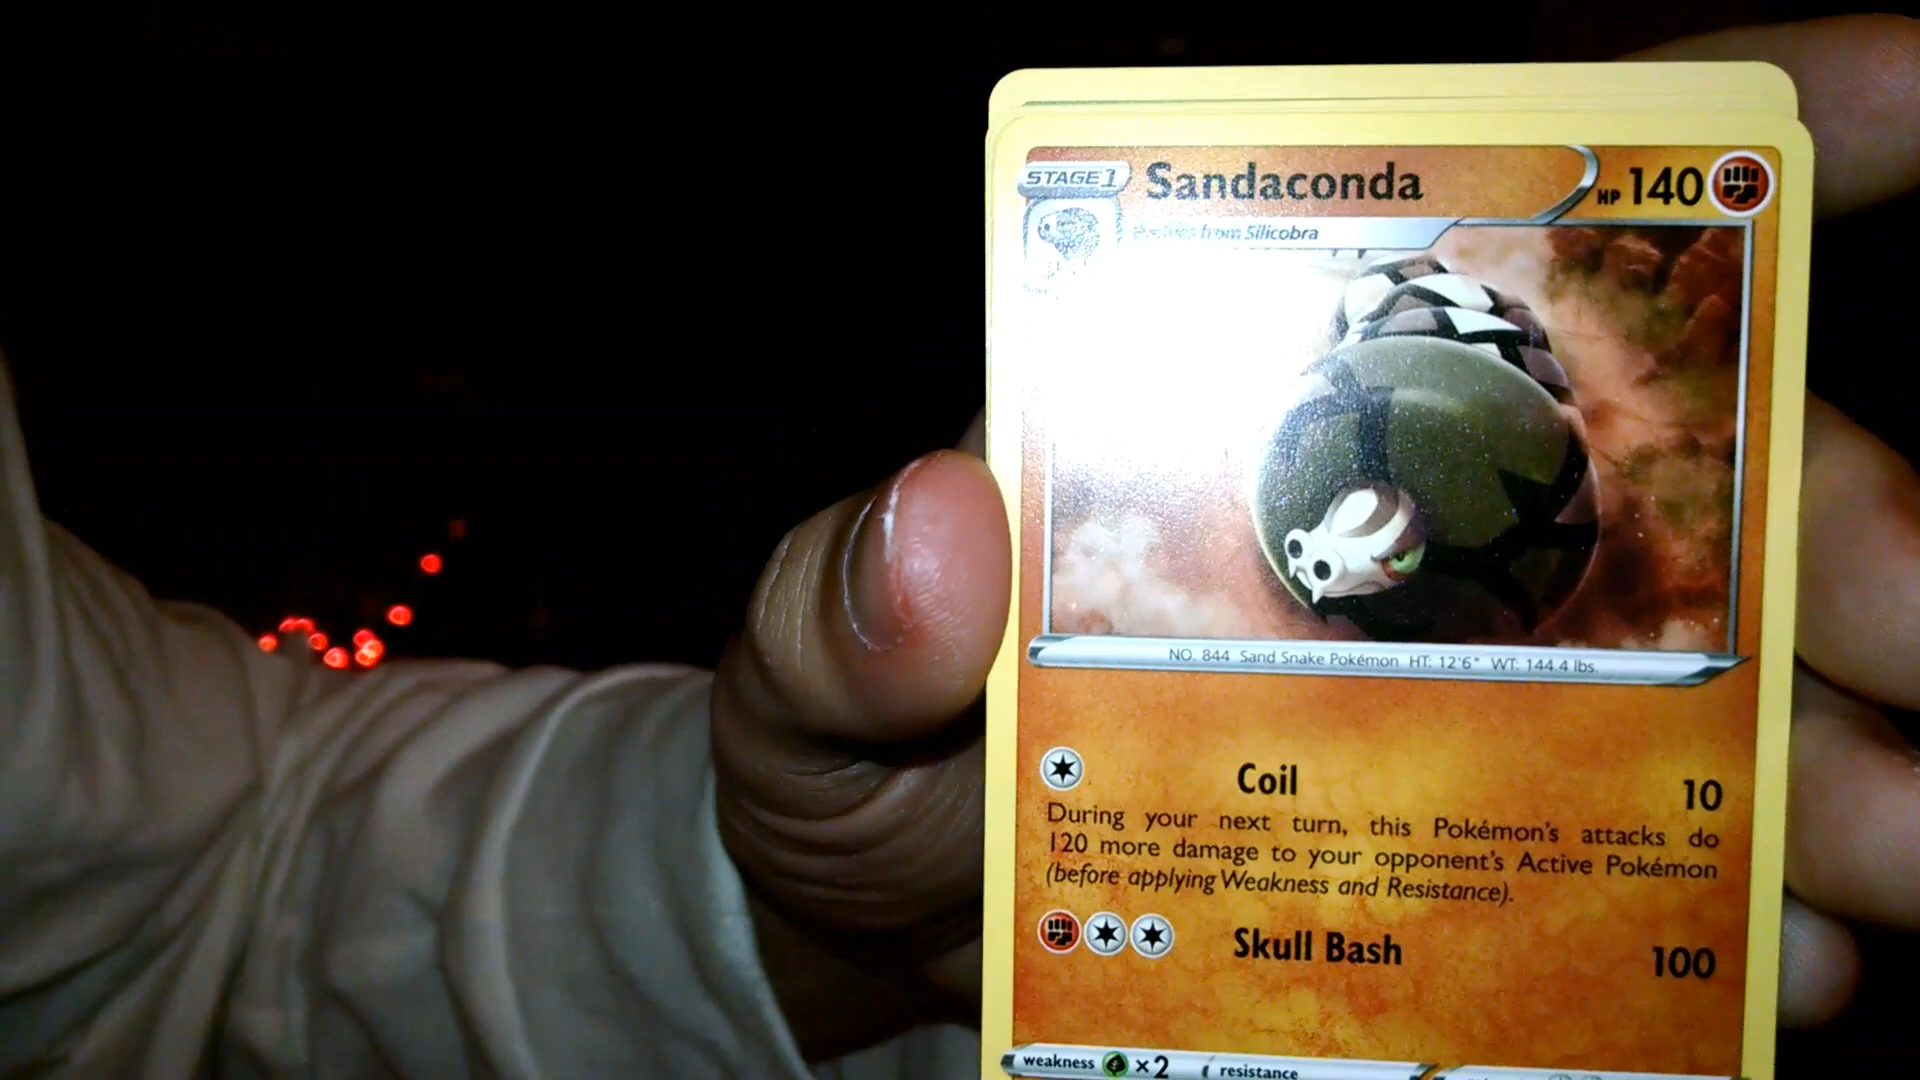 STAGE 1 Sandaconda HP 140
Evolves from Silicobra
NO. 844 Sand Snake Pokémon HT: 12'6" WT: 144.4 lbs.
Coil 10
During your next turn, this Pokémon's attacks do
120 more damage to your opponent's Active Pokémon
(before applying Weakness and Resistance).
Skull Bash 100
weakness ×2 resistance